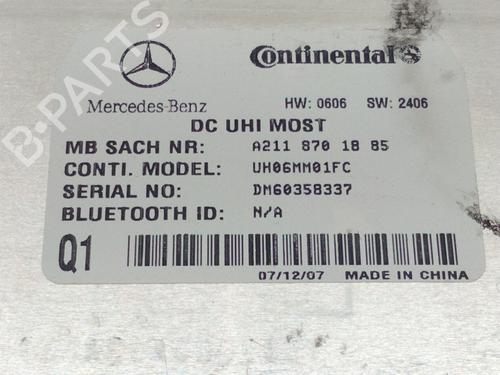 Continental
Mercedes-Benz HW: 0606 SW: 2406
DC UHI MOST
MB SACH NR: A211 870 18 85
CONTI. MODEL: UH06MM01FC
SERIAL NO: DM60358337
BLUETOOTH ID: N/A
Q1
07/12/07 MADE IN CHINA
B-PARTS